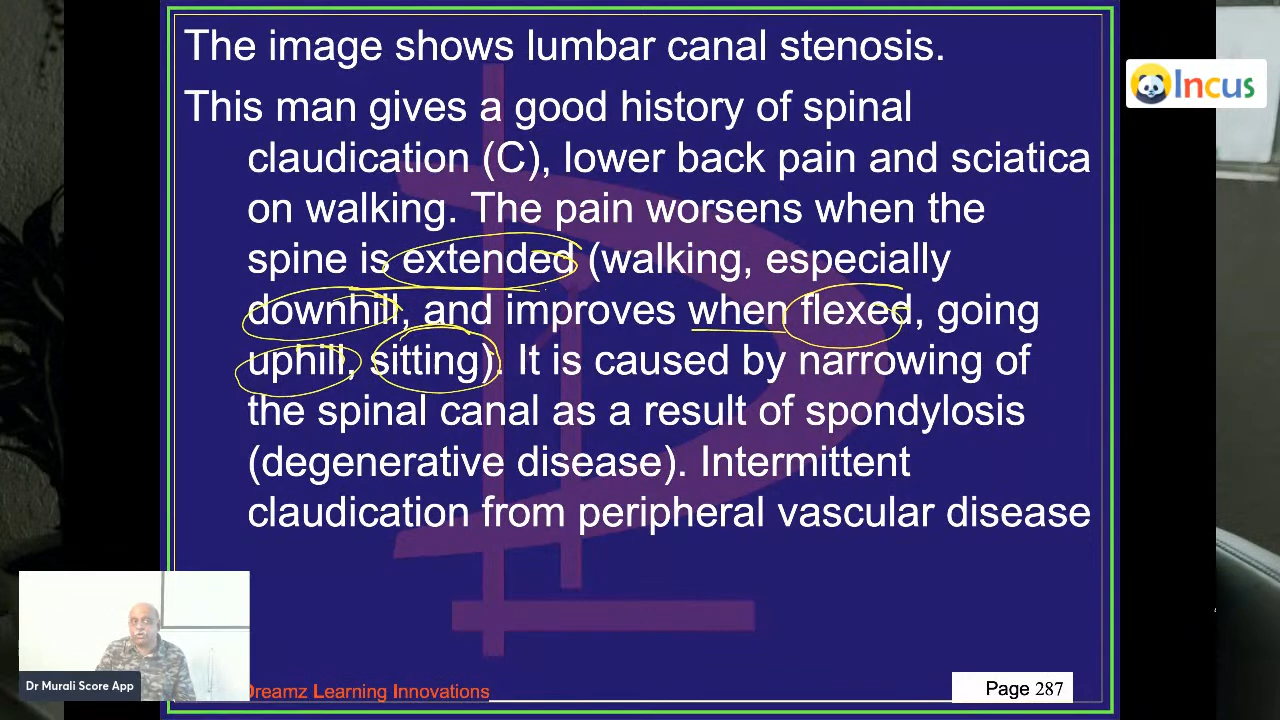 The image shows lumbar canal stenosis.
This man gives a good history of spinal
claudication (C), lower back pain and sciatica
on walking. The pain worsens when the
spine is extended (walking, especially
downhill, and improves when flexed, going
uphill, sitting). It is caused by narrowing of
the spinal canal as a result of spondylosis
(degenerative disease). Intermittent
claudication from peripheral vascular disease
Incus
Dr Murali Score App
Dreamz Learning Innovations
Page 287